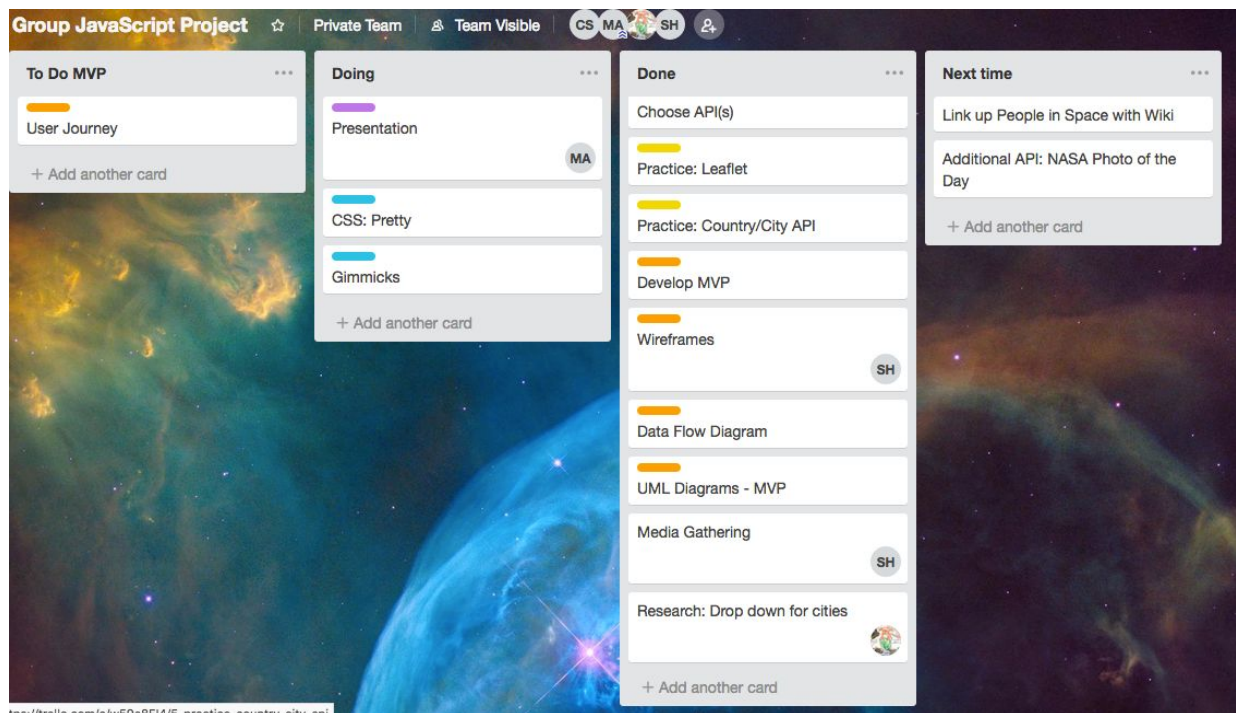 Group JavaScript Project Private Team Team Visible CS MA SH
To Do MVP
User Journey
+ Add another card
Doing
Presentation
MA
CSS: Pretty
Gimmicks
+ Add another card
Done
Choose API(s)
Practice: Leaflet
Practice: Country/City API
Develop MVP
Wireframes
SH
Data Flow Diagram
UML Diagrams - MVP
Media Gathering
SH
Research: Drop down for cities
+ Add another card
Next time
Link up People in Space with Wiki
Additional API: NASA Photo of the
Day
+ Add another card